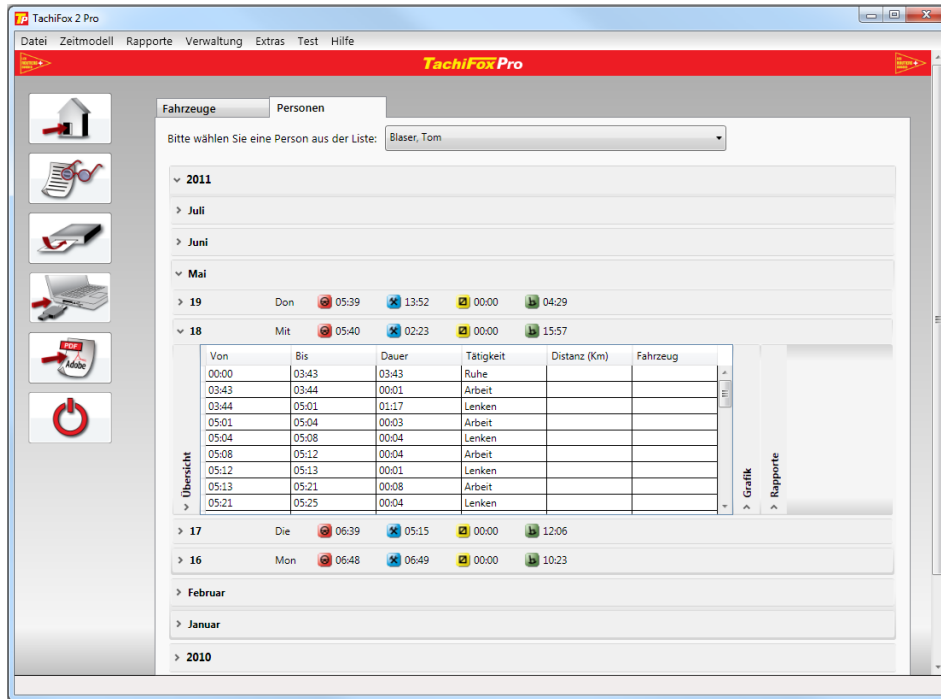 TachiFox 2 Pro
Datei Zeitmodell Rapporte Verwaltung Extras Test Hilfe
TachiFox Pro
Fahrzeuge Personen
Bitte wählen Sie eine Person aus der Liste: Blaser, Tom
2011
Juli
Juni
Mai
19 Don 05:39 13:52 00:00 04:29
18 Mit 05:40 02:23 00:00 15:57
Von Bis Dauer Tätigkeit Distanz (Km) Fahrzeug
00:00 03:43 03:43 Ruhe
03:43 03:44 00:01 Arbeit
03:44 05:01 01:17 Lenken
05:01 05:04 00:03 Arbeit
05:04 05:08 00:04 Lenken
05:08 05:12 00:04 Arbeit
05:12 05:13 00:01 Lenken
05:13 05:21 00:08 Arbeit
05:21 05:25 00:04 Lenken
Übersicht
Grafik
Rapporte
17 Die 06:39 05:15 00:00 12:06
16 Mon 06:48 06:49 00:00 10:23
Februar
Januar
2010
PDF
Adobe